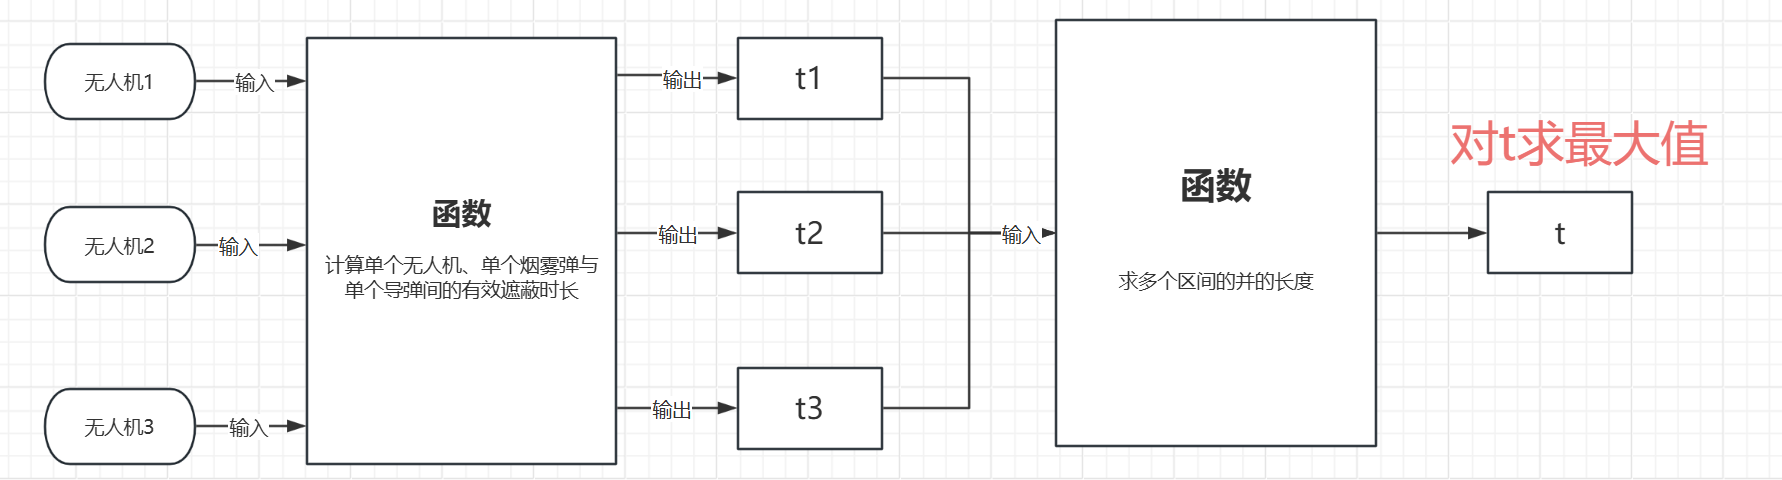 无人机1
输入
无人机2
输入
无人机3
输入
函数
计算单个无人机、单个烟雾弹与
单个导弹间的有效遮蔽时长
输出
t1
输出
t2
输出
t3
输入
函数
求多个区间的并的长度
对t求最大值
t